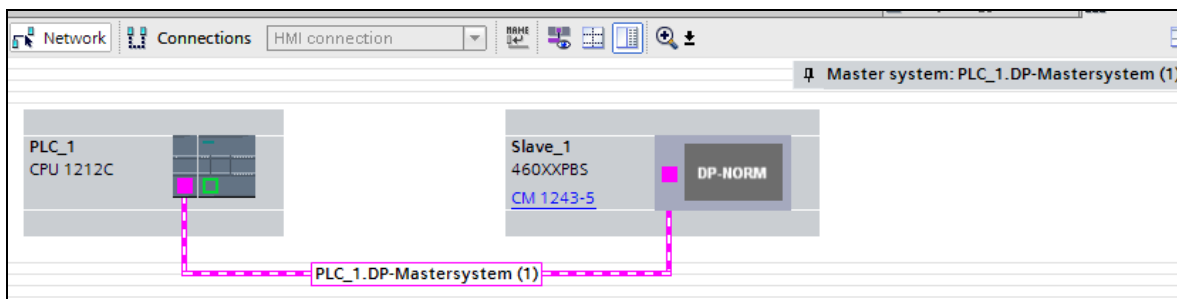 Network Connections HMI connection NAME
Master system: PLC_1.DP-Mastersystem (1)
PLC_1
CPU 1212C
Slave_1
460XXPBS
CM 1243-5
DP-NORM
PLC_1.DP-Mastersystem (1)